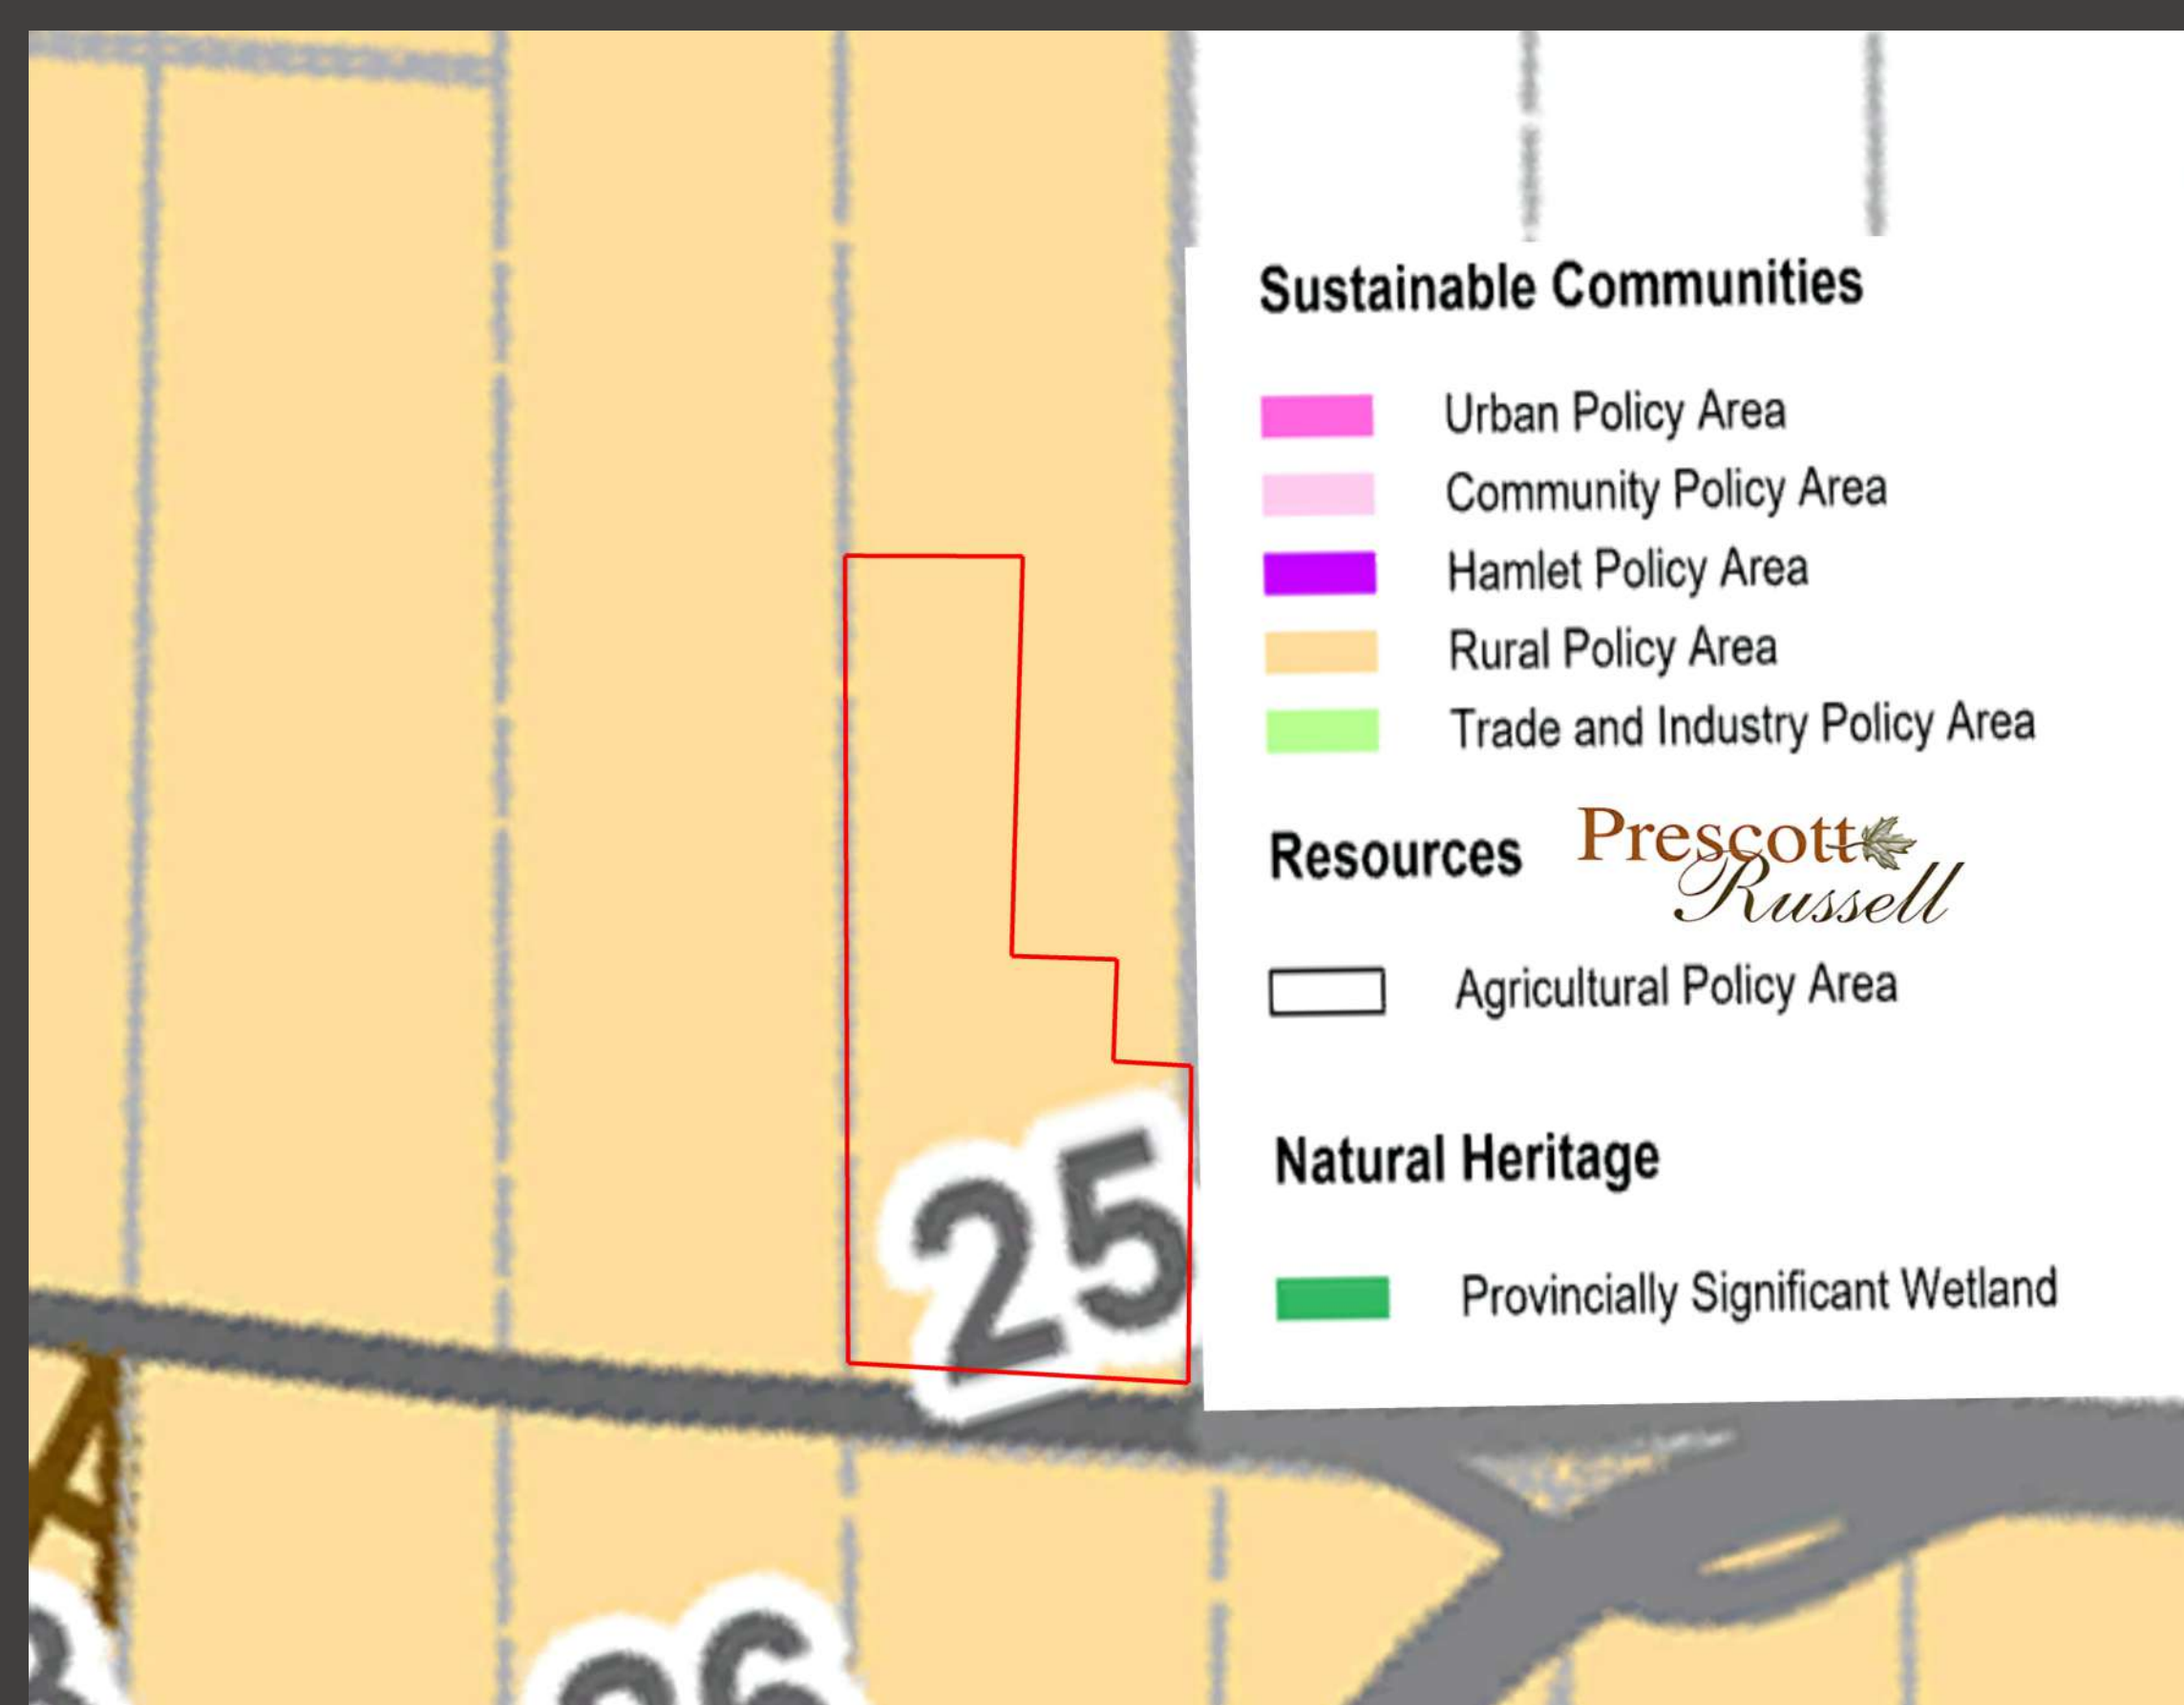 Sustainable Communities
Urban Policy Area
Community Policy Area
Hamlet Policy Area
Rural Policy Area
Trade and Industry Policy Area
Resources
Prescott
Russell
Agricultural Policy Area
25
Natural Heritage
Provincially Significant Wetland
A